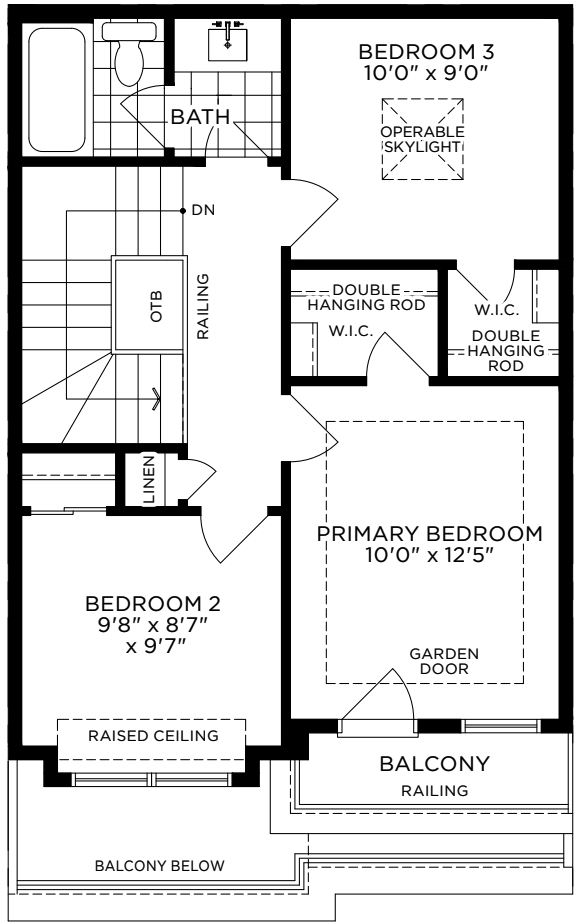 BEDROOM 3
10'0" x 9'0"
BATH
OPERABLE
SKYLIGHT
DN
OTB
RAILING
DOUBLE
HANGING ROD
W.I.C.
W.I.C.
DOUBLE
HANGING
ROD
LINEN
PRIMARY BEDROOM
10'0" x 12'5"
BEDROOM 2
9'8" x 8'7"
x 9'7"
GARDEN
DOOR
RAISED CEILING
BALCONY
RAILING
BALCONY BELOW